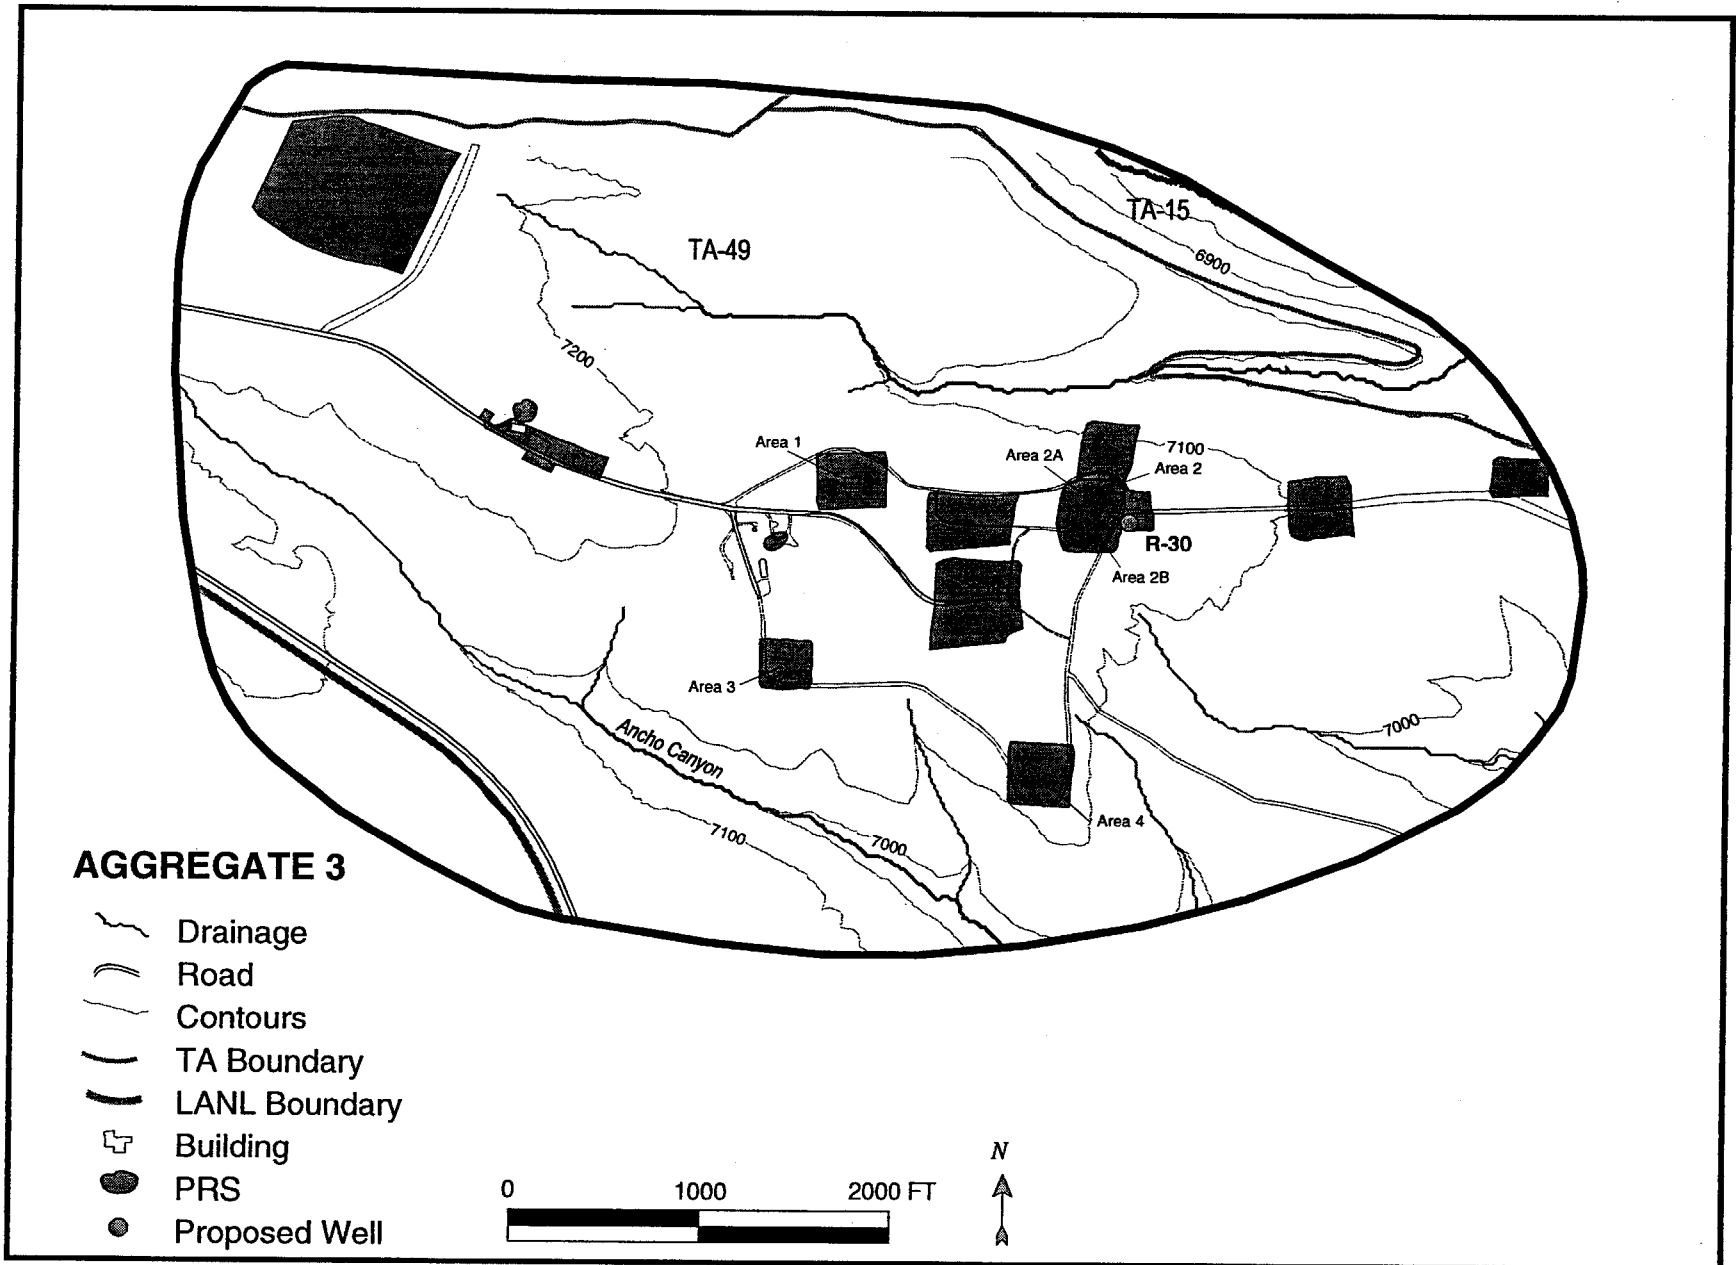 TA-15
TA-49
6900
7200
Area 1
7100
Area 2A
Area 2
R-30
Area 2B
Area 3
7000
Ancho Canyon
Area 4
7100
7000
AGGREGATE 3
Drainage
Road
Contours
TA Boundary
LANL Boundary
Building
PRS
Proposed Well
0 1000 2000 FT
N